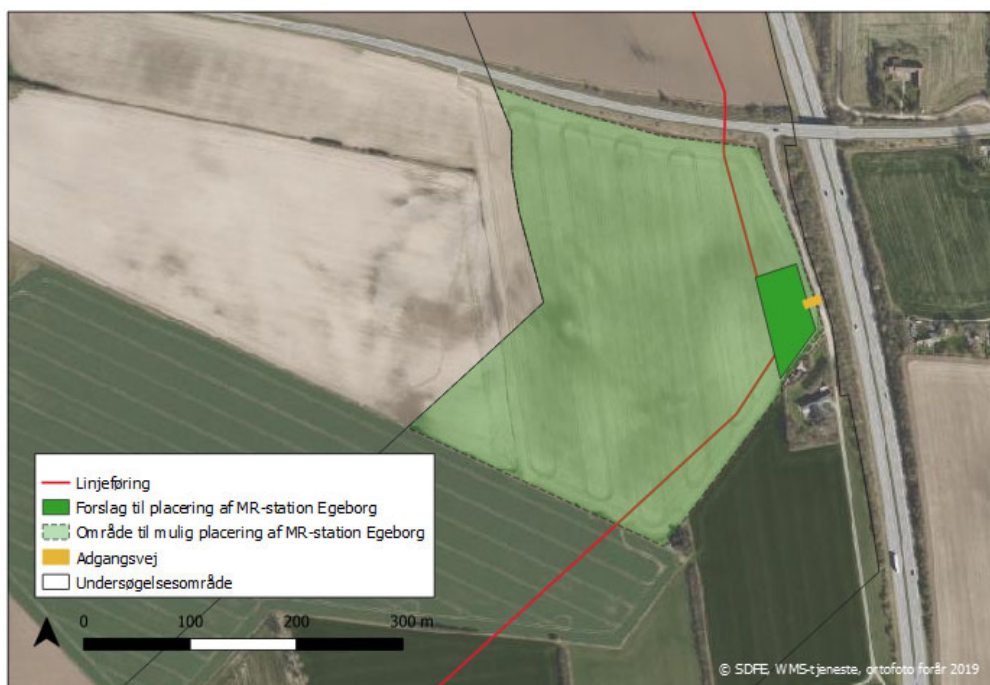 Linjeføring
Forslag til placering af MR-station Egeborg
Område til mulig placering af MR-station Egeborg
Adgangsvej
Undersøgelsesområde
0 100 200 300 m
© SDFE, WMS-tjeneste, ortofoto forår 2019